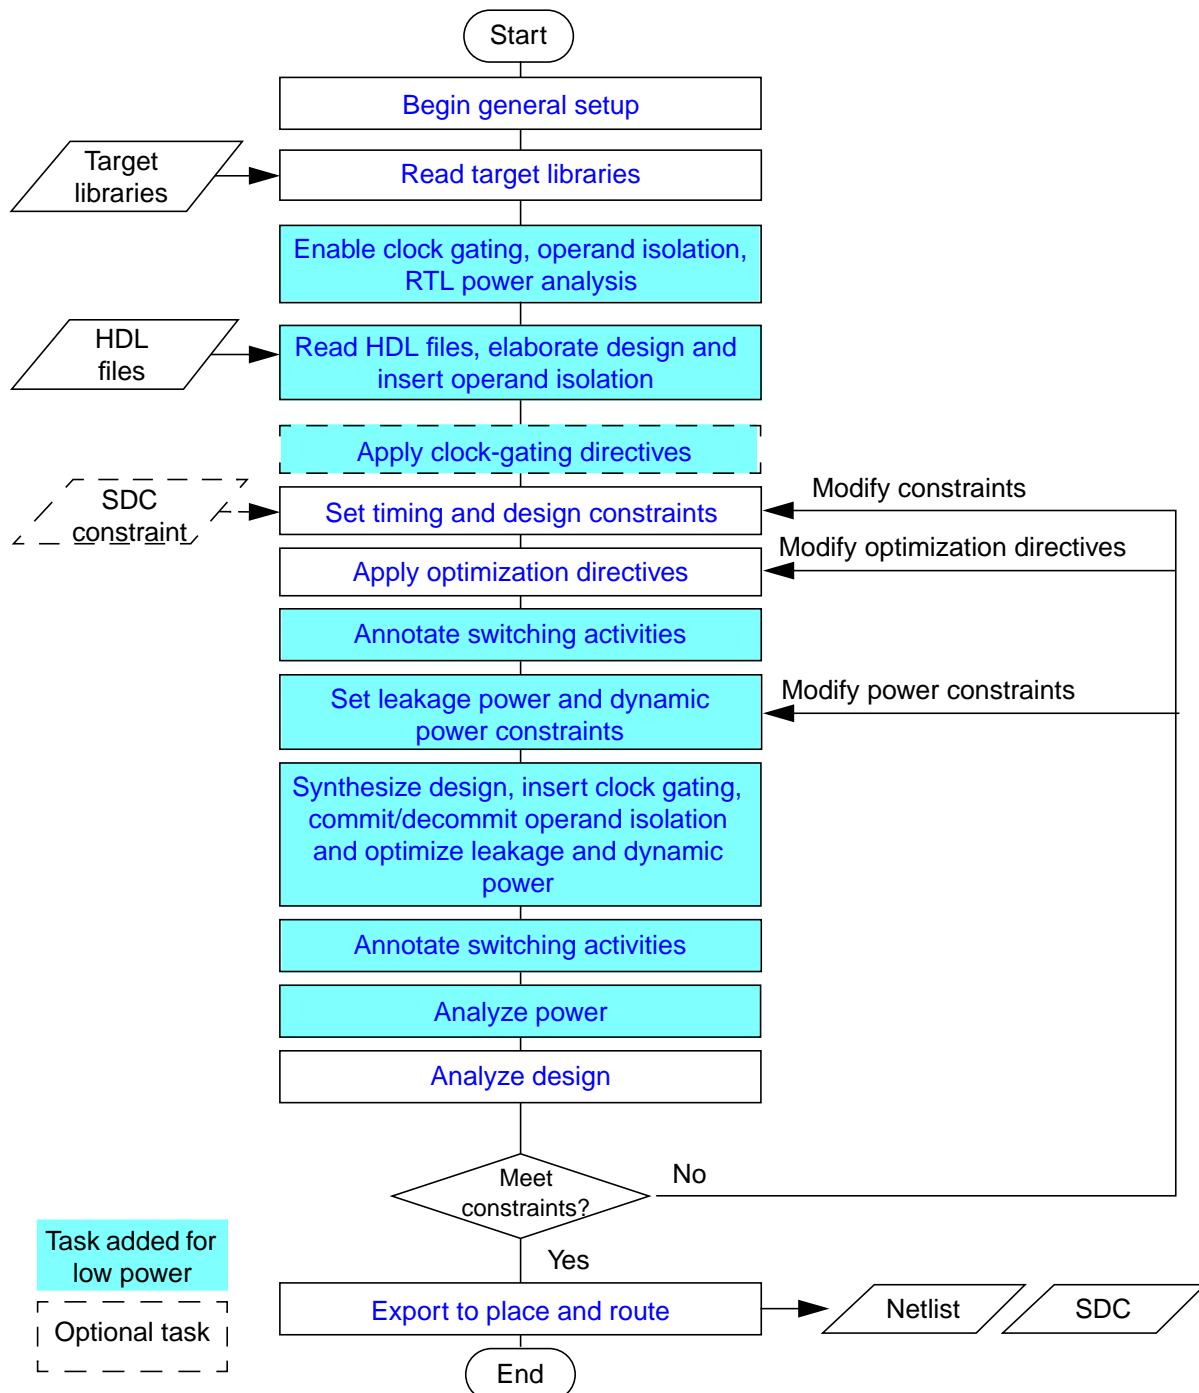 Start
Begin general setup
Target
libraries
Read target libraries
Enable clock gating, operand isolation,
RTL power analysis
HDL
files
Read HDL files, elaborate design and
insert operand isolation
Apply clock-gating directives
SDC
constraint
Set timing and design constraints
Modify constraints
Apply optimization directives
Modify optimization directives
Annotate switching activities
Set leakage power and dynamic
power constraints
Modify power constraints
Synthesize design, insert clock gating,
commit/decommit operand isolation
and optimize leakage and dynamic
power
Annotate switching activities
Analyze power
Analyze design
Meet
constraints?
No
Yes
Task added for
low power
Optional task
Export to place and route
Netlist
SDC
End